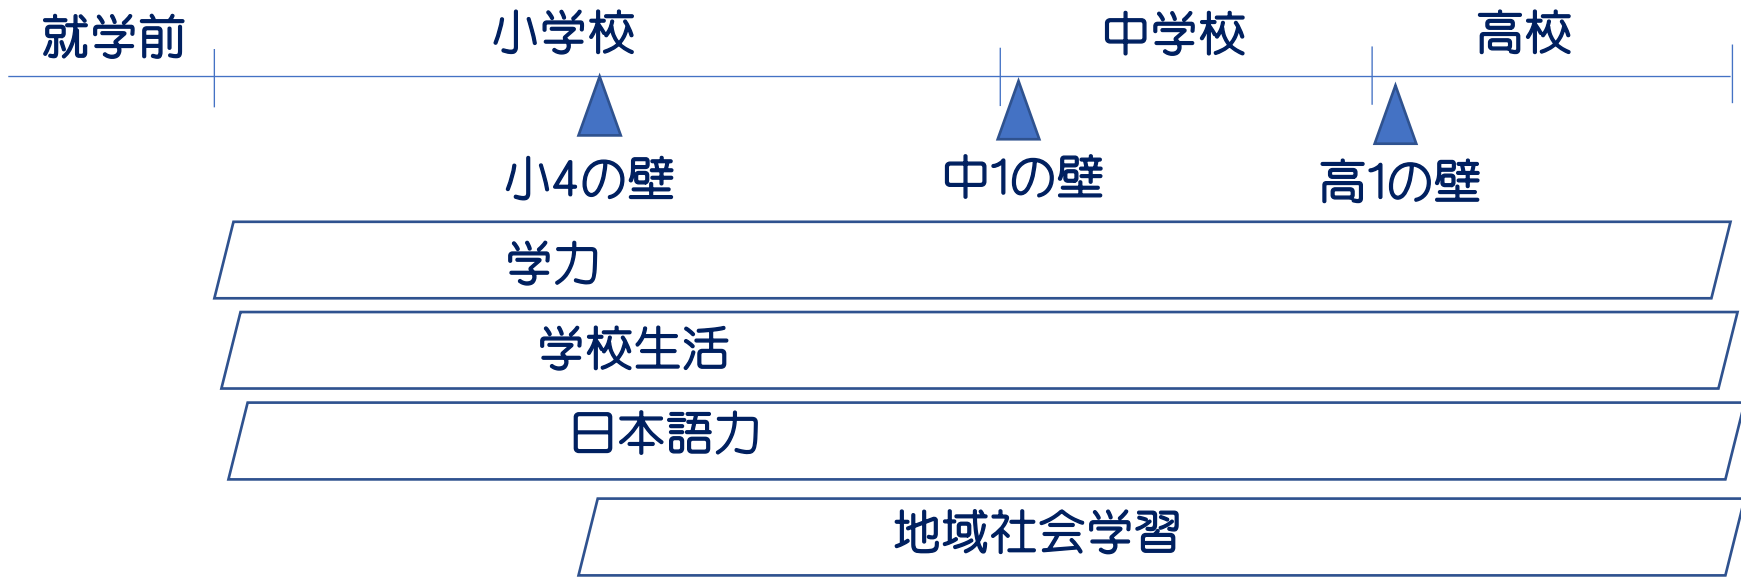 就学前 小学校 中学校 高校
小4の壁 中1の壁 高1の壁
学力
学校生活
日本語力
地域社会学習